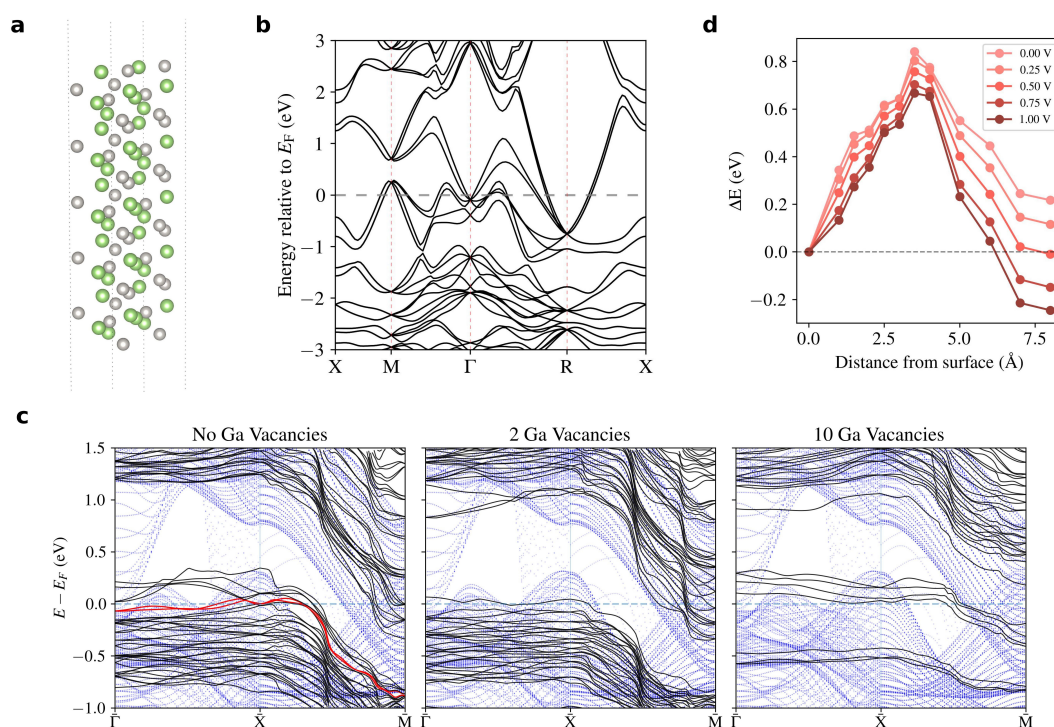 a
b
3
2
1
0
−1
−2
−3
Energy relative to E_F (eV)
X
M
Γ
R
X
d
0.8
0.6
0.4
0.2
0.0
−0.2
ΔE (eV)
0.00 V
0.25 V
0.50 V
0.75 V
1.00 V
0.0
2.5
5.0
7.5
Distance from surface (Å)
c
No Ga Vacancies
2 Ga Vacancies
10 Ga Vacancies
1.5
1.0
0.5
0.0
−0.5
−1.0
E − E_F (eV)
Γ̄
X̄
M̄
Γ̄
X̄
M̄
Γ̄
X̄
M̄